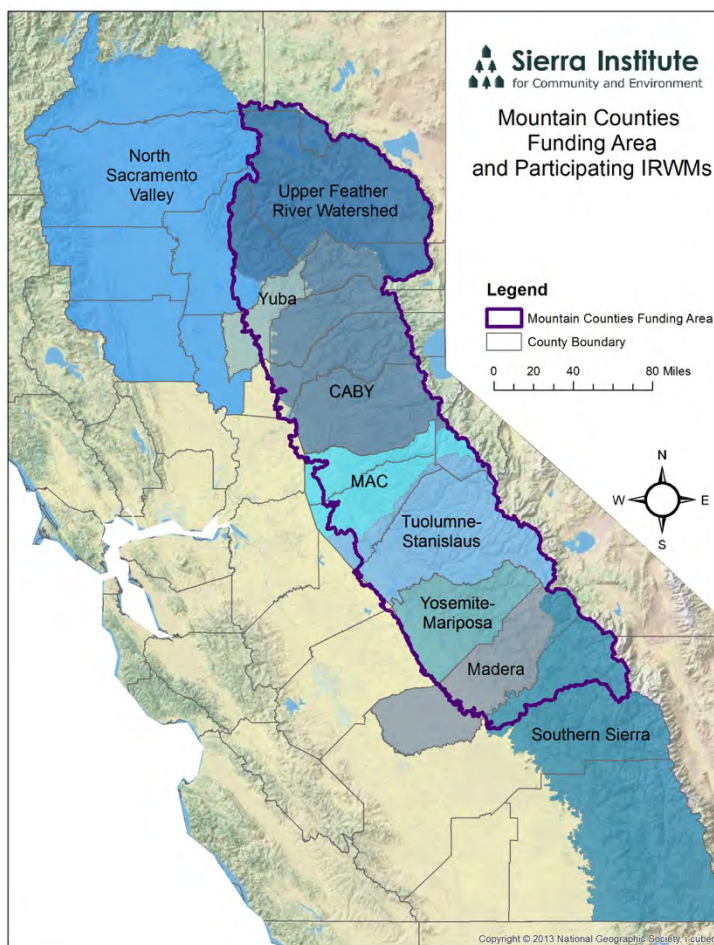 Sierra Institute
for Community and Environment
Mountain Counties
Funding Area
and Participating IRWMs
North
Sacramento
Valley
Upper Feather
River Watershed
Yuba
Legend
Mountain Counties Funding Area
County Boundary
0 20 40 80 Miles
CABY
MAC
N
W E
S
Tuolumne-
Stanislaus
Yosemite-
Mariposa
Madera
Southern Sierra
Copyright © 2013 National Geographic Society, i-cubed